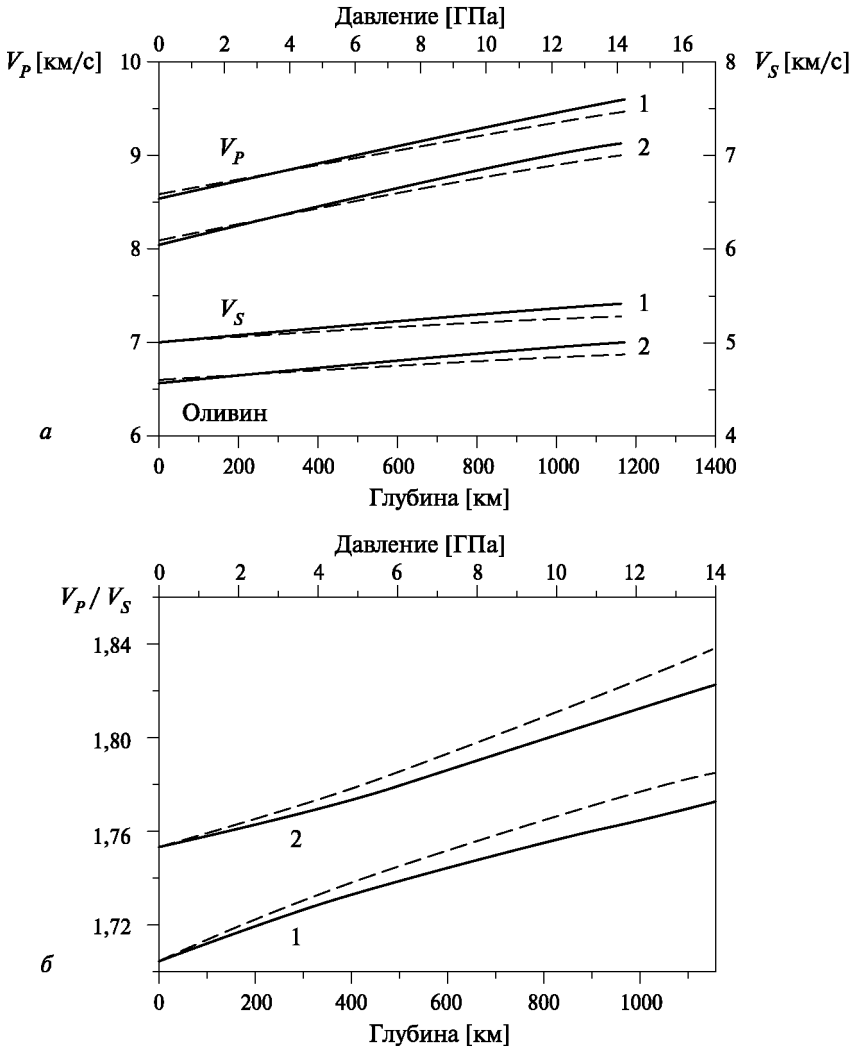 Давление [ГПа]
0 2 4 6 8 10 12 14 16
V_P [км/с] V_S [км/с]
10 8
1
V_P
9 2 7
8 6
V_S 1
7 2 5
Оливин
а
6 4
0 200 400 600 800 1000 1200 1400
Глубина [км]
Давление [ГПа]
0 2 4 6 8 10 12 14
V_P / V_S
1,84
1,80
1,76
2
1,72
1
б
0 200 400 600 800 1000
Глубина [км]